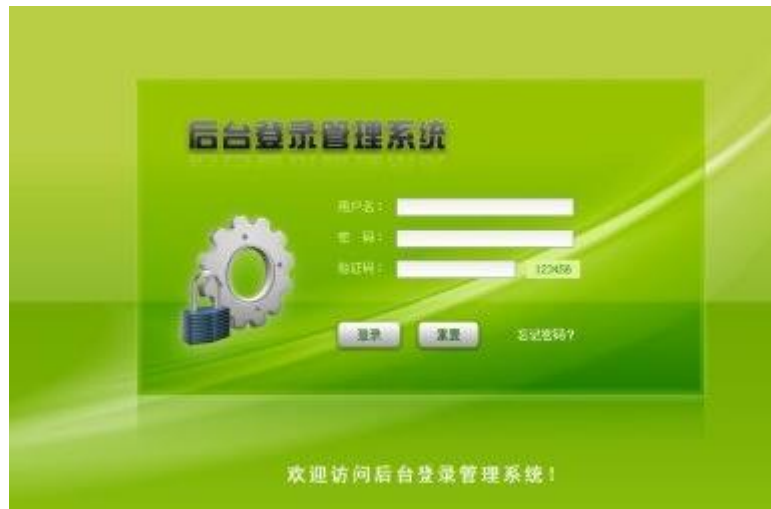 后台登录管理系统
用户名：
密 码：
验证码： 123456
登录 重置 忘记密码？
欢迎访问后台登录管理系统！